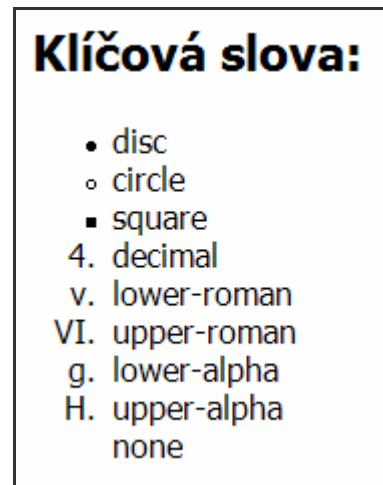 Klíčová slova:
• disc
◦ circle
▪ square
4. decimal
v. lower-roman
VI. upper-roman
g. lower-alpha
H. upper-alpha
none